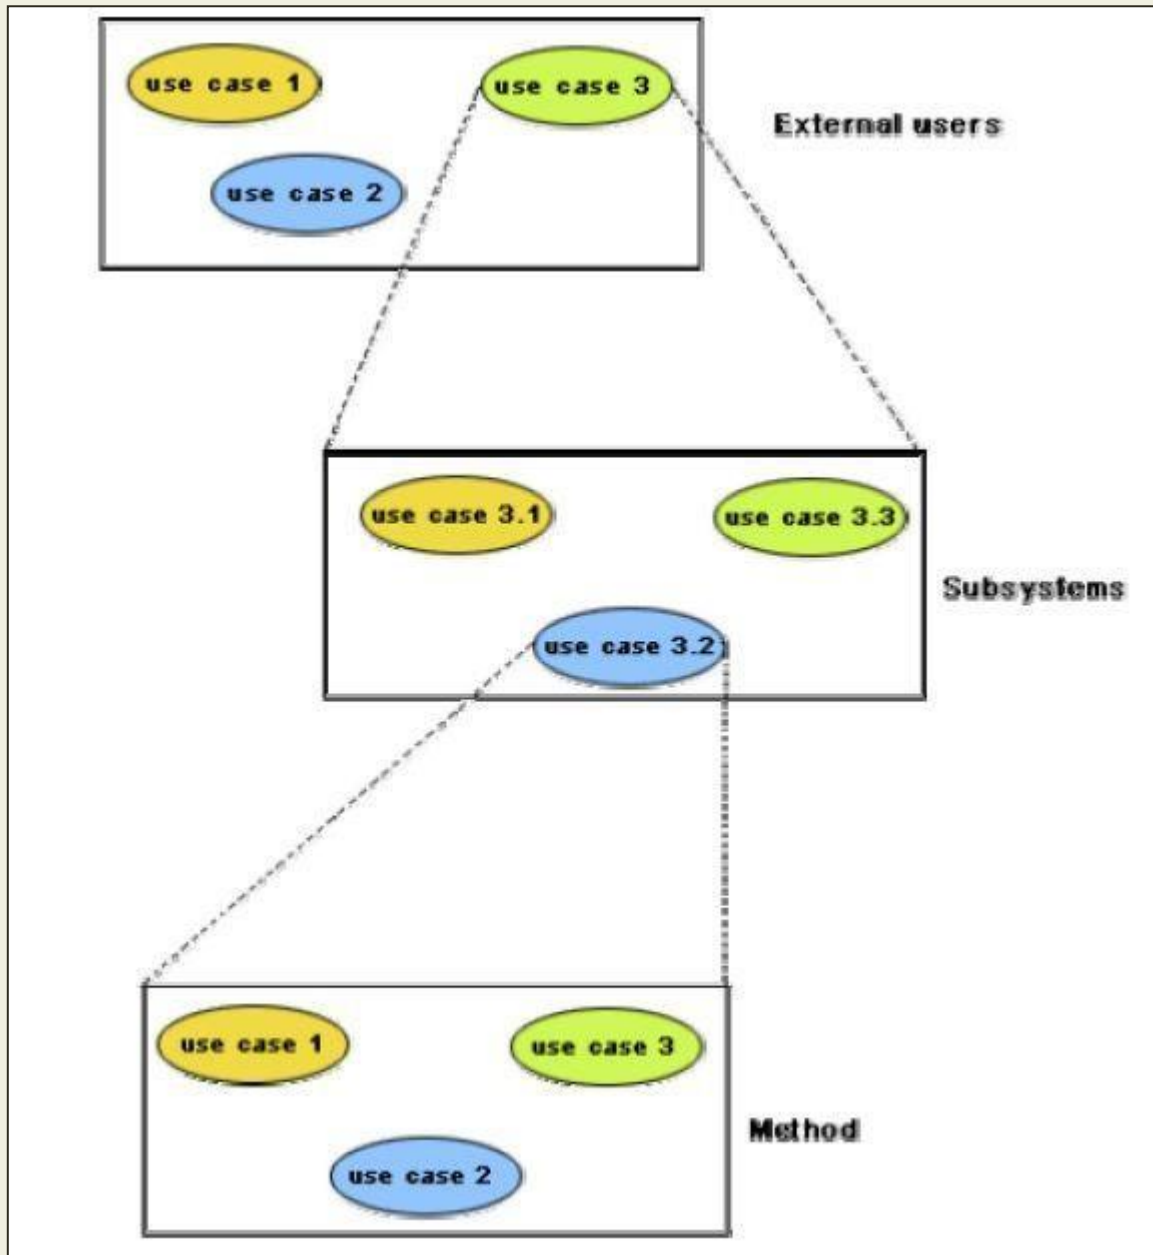 use case 1
use case 3
External users
use case 2
use case 3.1
use case 3.3
Subsystems
use case 3.2
use case 1
use case 3
Method
use case 2